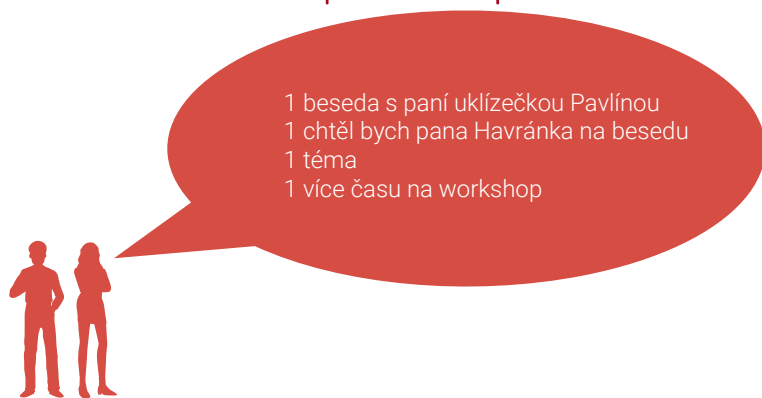 1 beseda s paní uklízečkou Pavlínou
1 chtěl bych pana Havránka na besedu
1 téma
1 více času na workshop